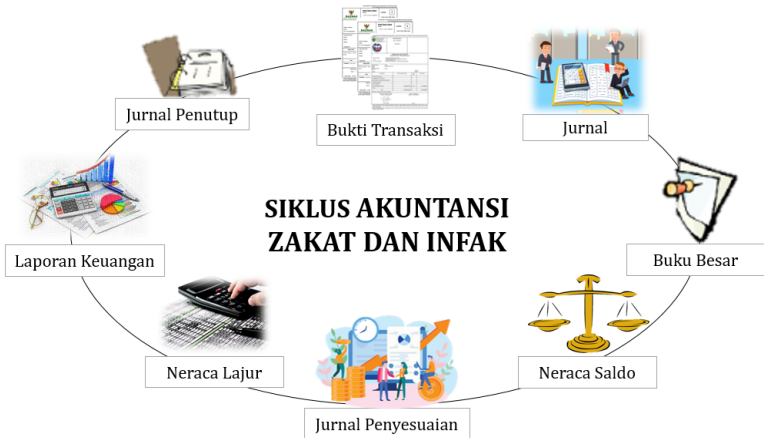 Bukti Transaksi
Jurnal
Buku Besar
Neraca Saldo
Jurnal Penyesuaian
Neraca Lajur
Laporan Keuangan
Jurnal Penutup
SIKLUS AKUNTANSI
ZAKAT DAN INFAK